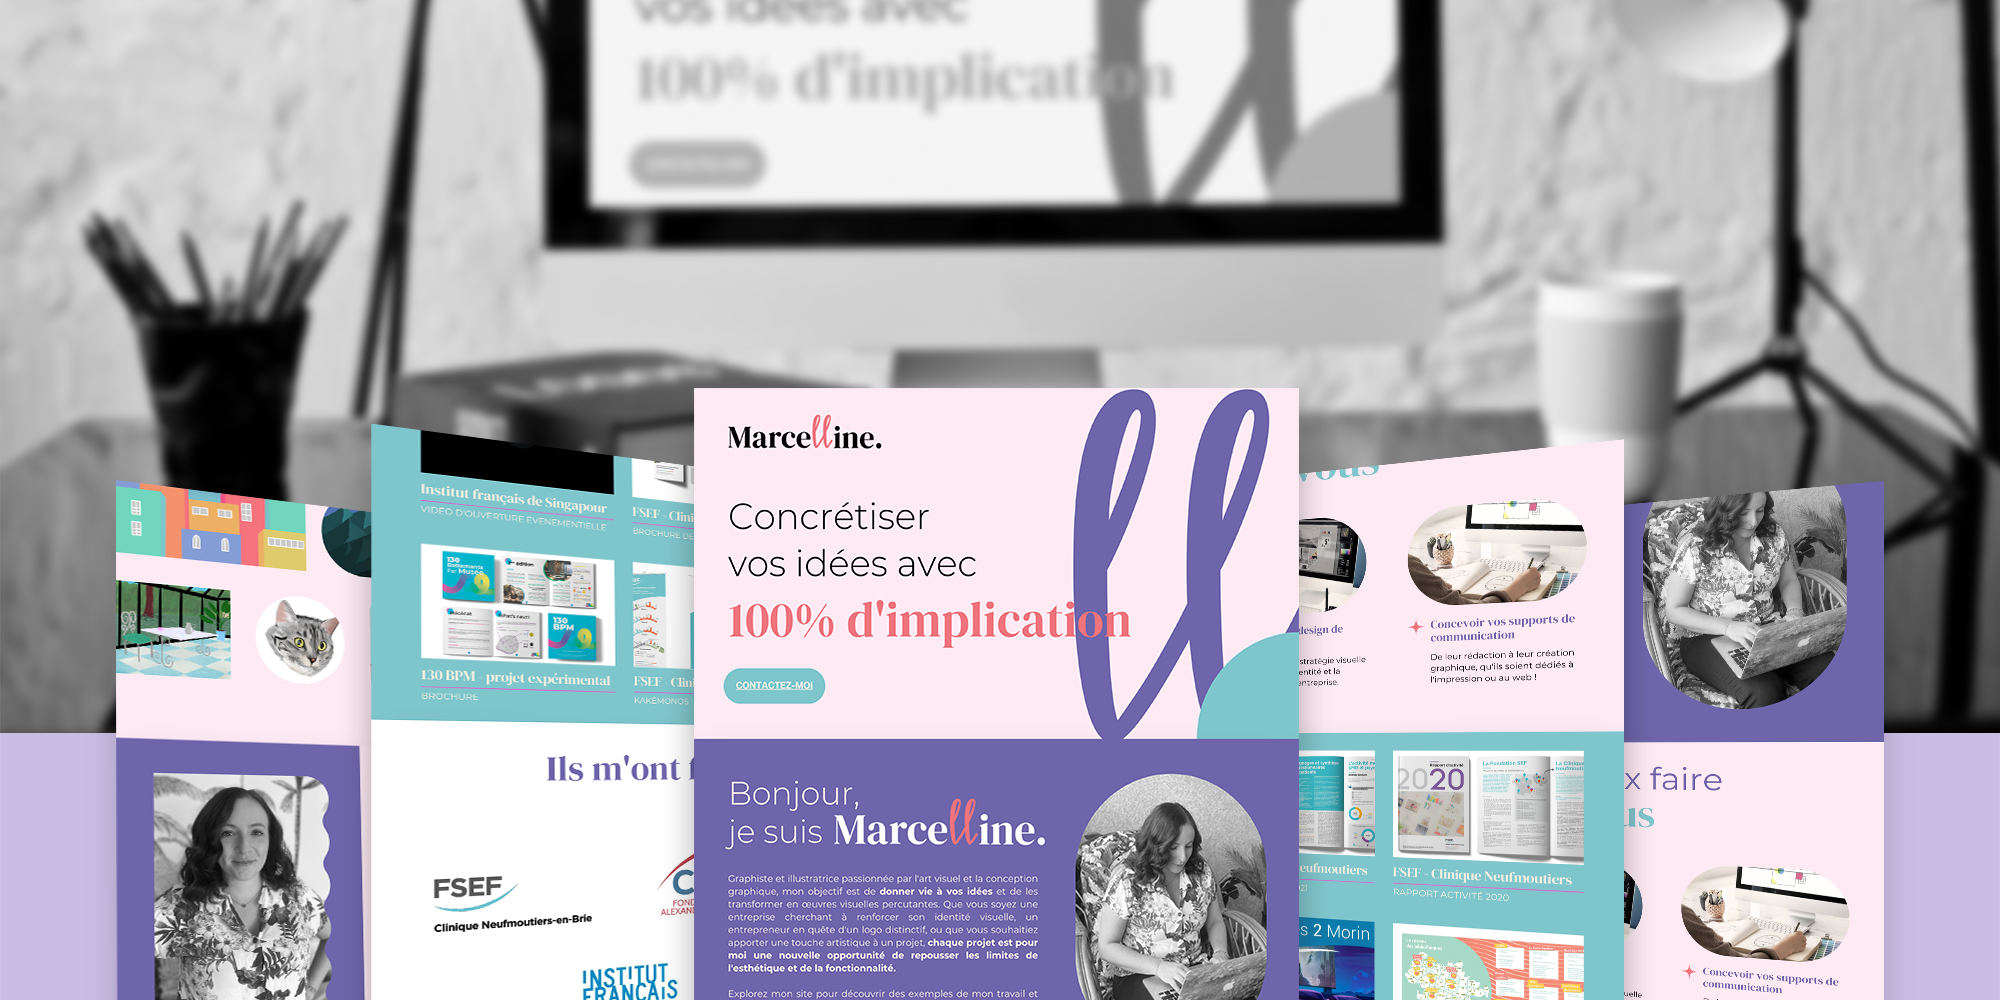 vos idées avec
100% d'implication
Institut français de Singapour
VIDÉO D'OUVERTURE ÉVENEMENTIELLE
FSEF - Clini
BROCHURE DE
130 BPM - projet expérimental
BROCHURE
FSEF - Clini
KAKÉMONOS
Ils m'ont f
FSEF
Clinique Neufmoutiers-en-Brie
C
FOND
ALEXAN
INSTITUT
FRANÇAIS
Marcelline.
Concrétiser
vos idées avec
100% d'implication
CONTACTEZ-MOI
Bonjour,
je suis Marcelline.
Graphiste et illustratrice passionnée par l'art visuel et la conception
graphique, mon objectif est de donner vie à vos idées et de les
transformer en œuvres visuelles percutantes. Que vous soyez une
entreprise cherchant à renforcer son identité visuelle, un
entrepreneur en quête d'un logo distinctif, ou que vous souhaitiez
apporter une touche artistique à un projet, chaque projet est pour
moi une nouvelle opportunité de repousser les limites de
l'esthétique et de la fonctionnalité.
Explorez mon site pour découvrir des exemples de mon travail et
vous
design de
stratégie visuelle
entité et la
entreprise.
Concevoir vos supports de
communication
De leur rédaction à leur création
graphique, qu'ils soient dédiés à
l'impression ou au web !
2020
La Fondation SEF
eufmoutiers
021
FSEF - Clinique Neufmoutiers
RAPPORT ACTIVITÉ 2020
s 2 Morin
x faire
us
Concevoir vos supports de
communication
uelle